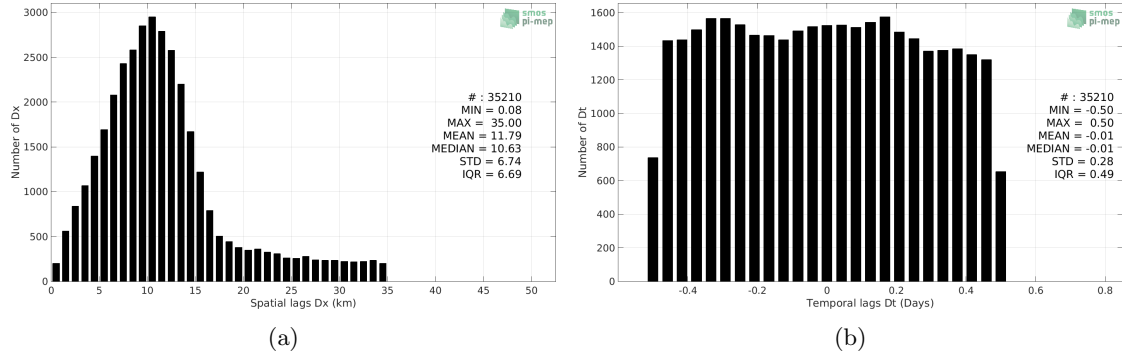 smos
pi-mep
3000
2500
2000
1500
1000
500
0
Number of Dx
# : 35210
MIN = 0.08
MAX = 35.00
MEAN = 11.79
MEDIAN = 10.63
STD = 6.74
IQR = 6.69
0 5 10 15 20 25 30 35 40 45 50
Spatial lags Dx (km)
(a)
smos
pi-mep
1600
1400
1200
1000
800
600
400
200
0
Number of Dt
# : 35210
MIN = -0.50
MAX = 0.50
MEAN = -0.01
MEDIAN = -0.01
STD = 0.28
IQR = 0.49
-0.4 -0.2 0 0.2 0.4 0.6 0.8
Temporal lags Dt (Days)
(b)